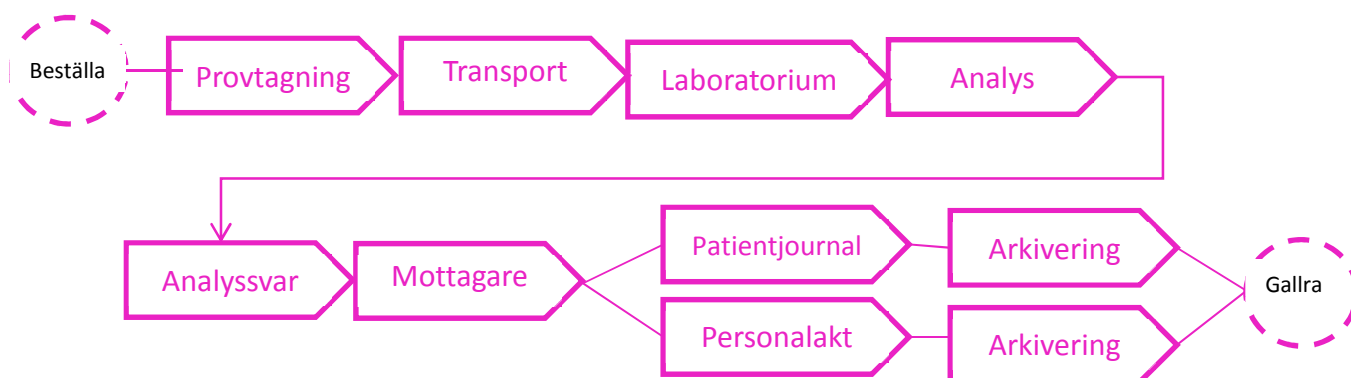 Beställa
Provtagning
Transport
Laboratorium
Analys
Analyssvar
Mottagare
Patientjournal
Arkivering
Personalakt
Arkivering
Gallra